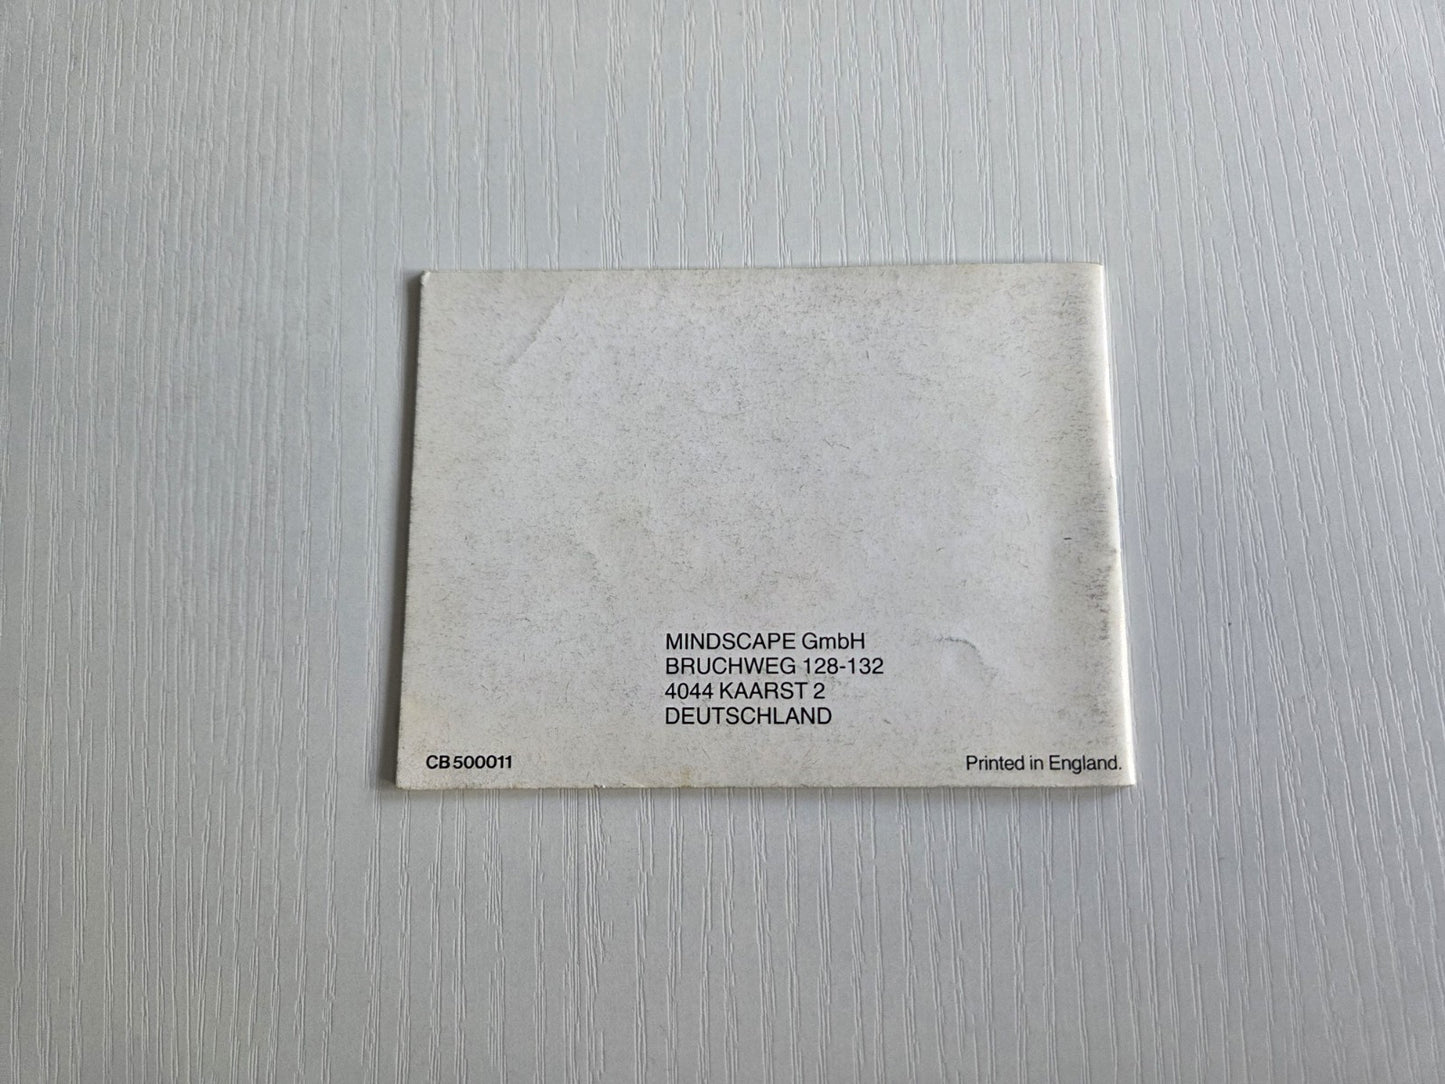 MINDSCAPE GmbH
BRUCHWEG 128-132
4044 KAARST 2
DEUTSCHLAND
CB500011
Printed in England.